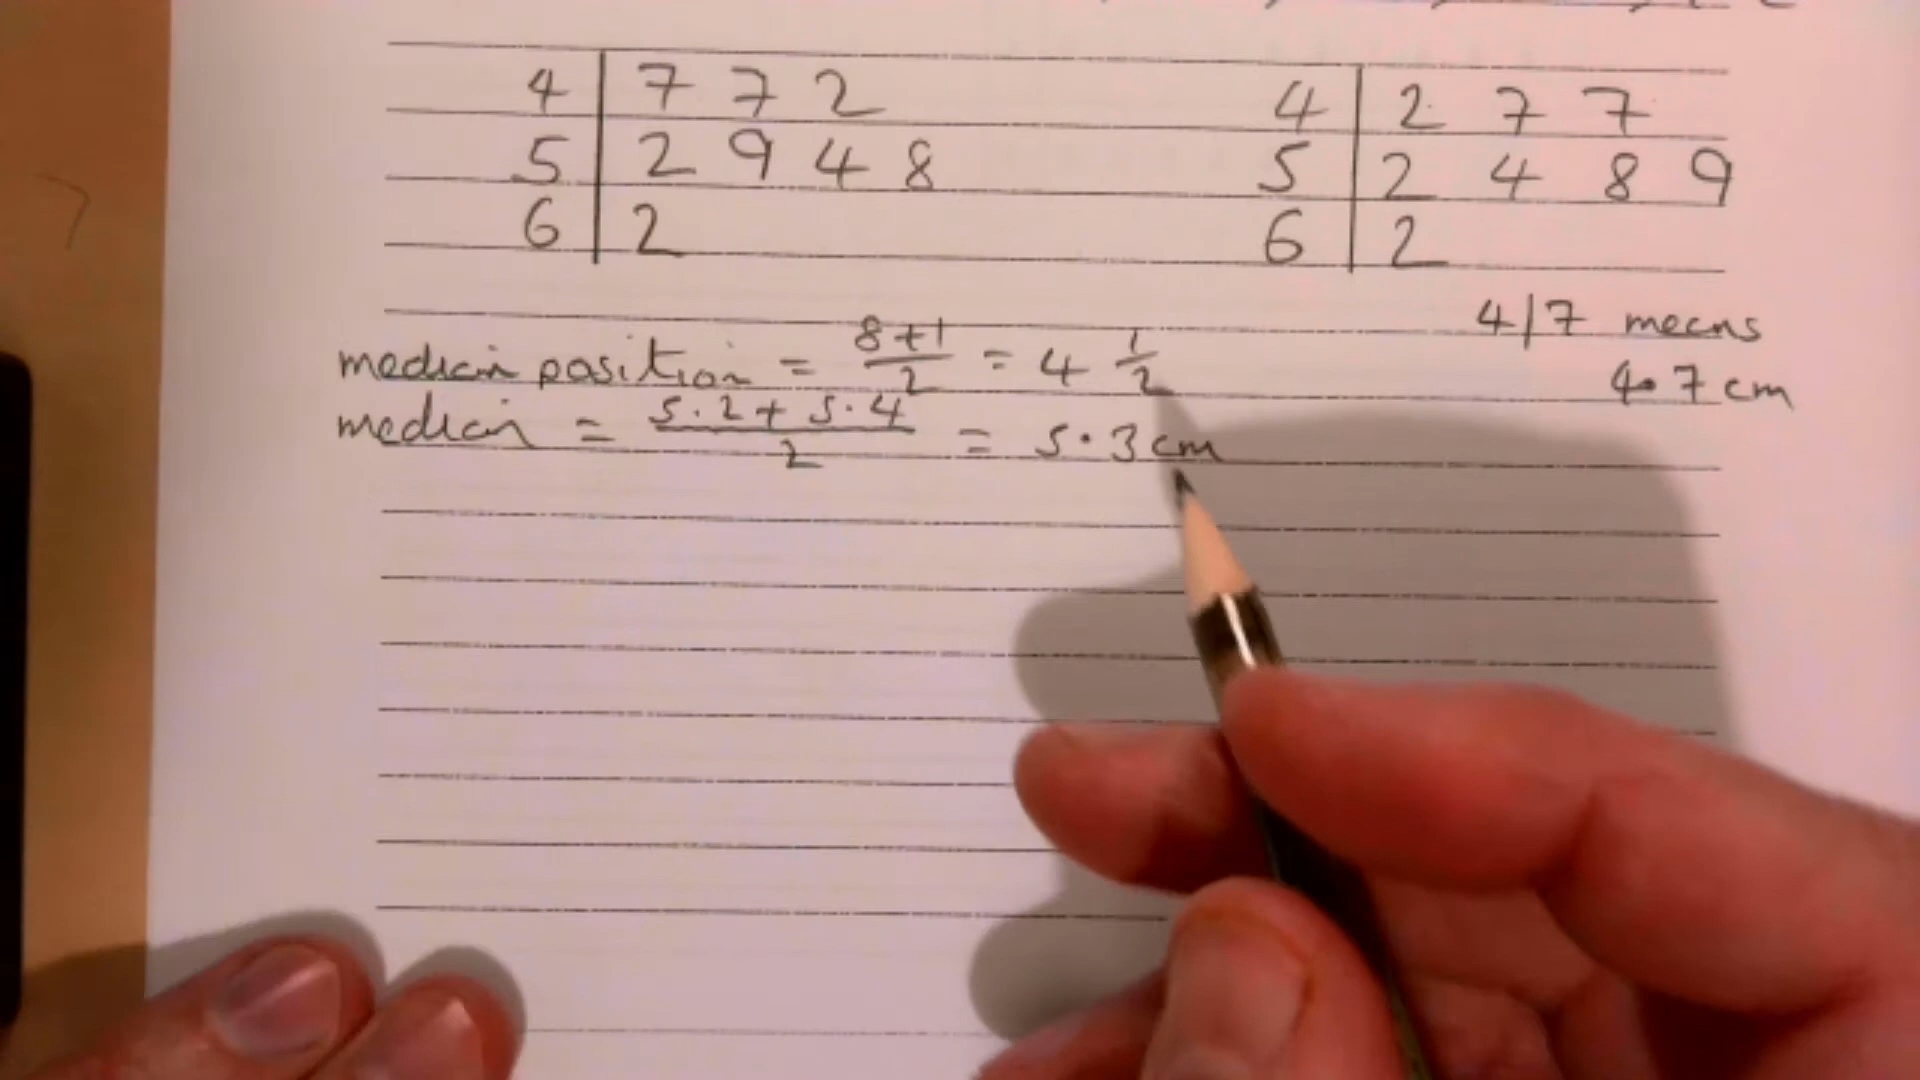 4 | 7 7 2
5 | 2 9 4 8
6 | 2
4 | 2 7 7
5 | 2 4 8 9
6 | 2
4|7 means
4.7 cm
median position = 8+1/2 = 4 1/2
median = 5.2 + 5.4/2 = 5.3 cm